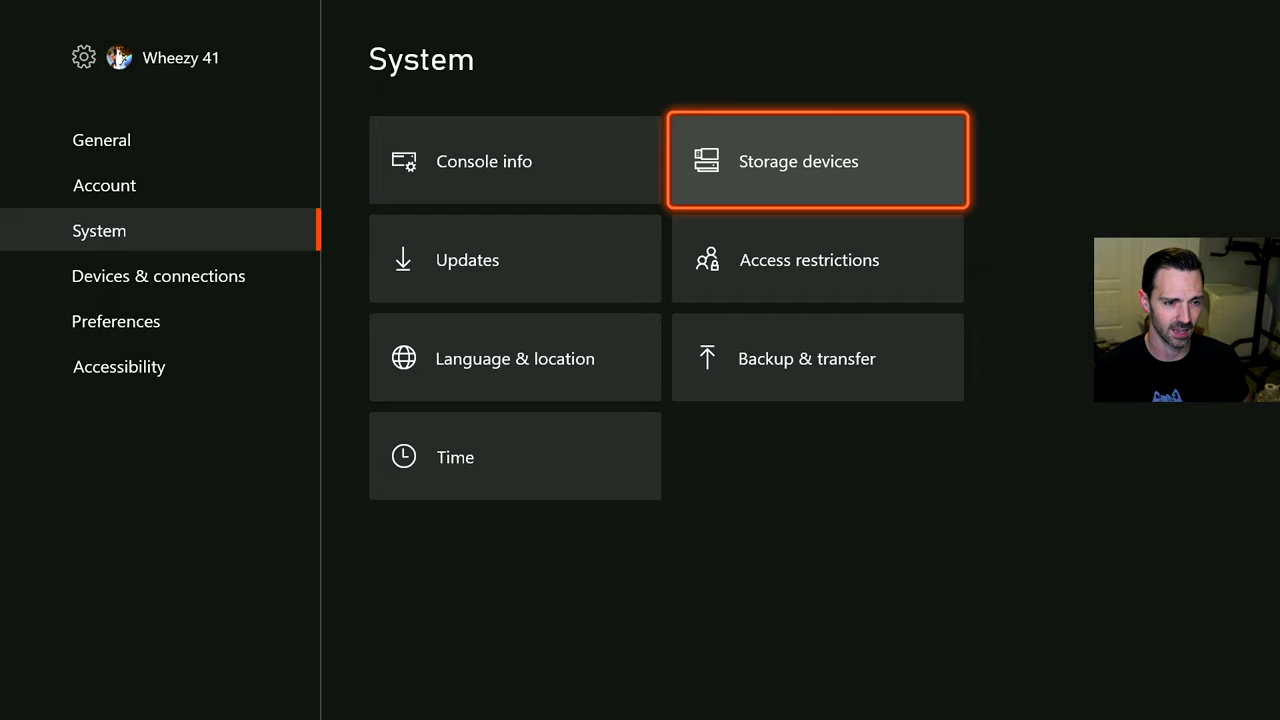 Wheezy 41
General
Account
System
Devices & connections
Preferences
Accessibility
System
Console info
Storage devices
Updates
Access restrictions
Language & location
Backup & transfer
Time